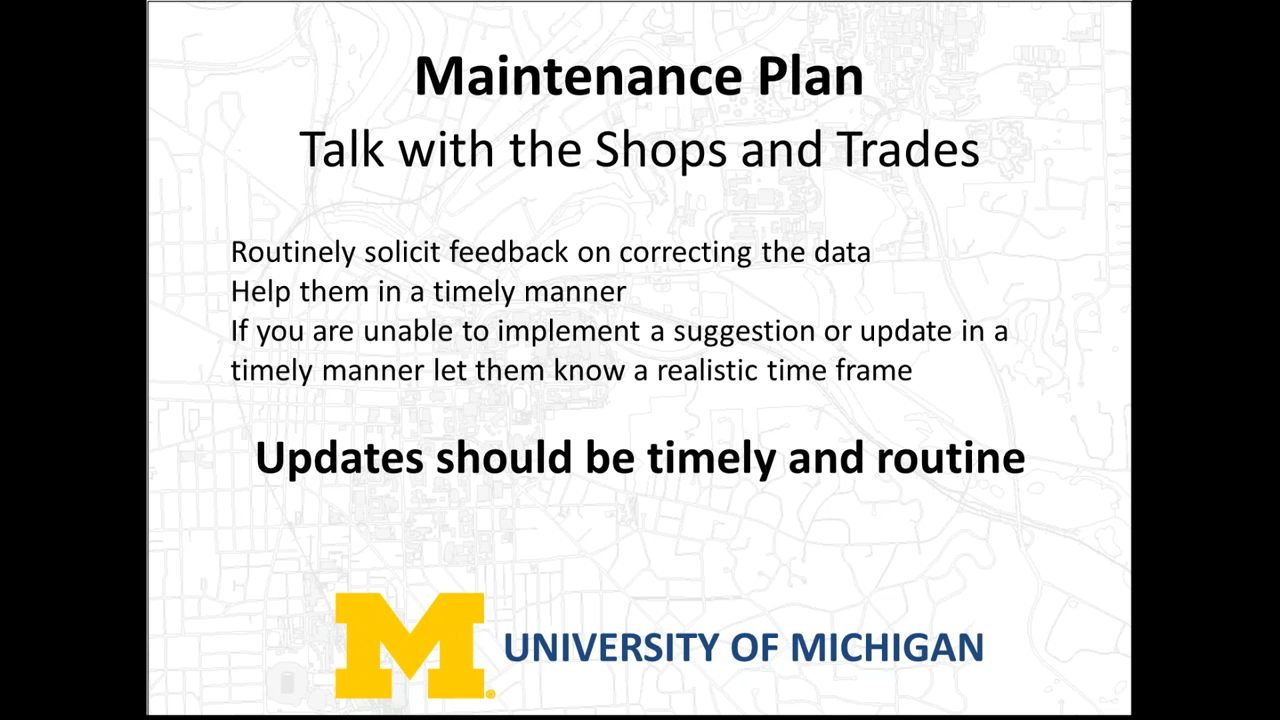 Maintenance Plan
Talk with the Shops and Trades
Routinely solicit feedback on correcting the data
Help them in a timely manner
If you are unable to implement a suggestion or update in a
timely manner let them know a realistic time frame
Updates should be timely and routine
M®
UNIVERSITY OF MICHIGAN